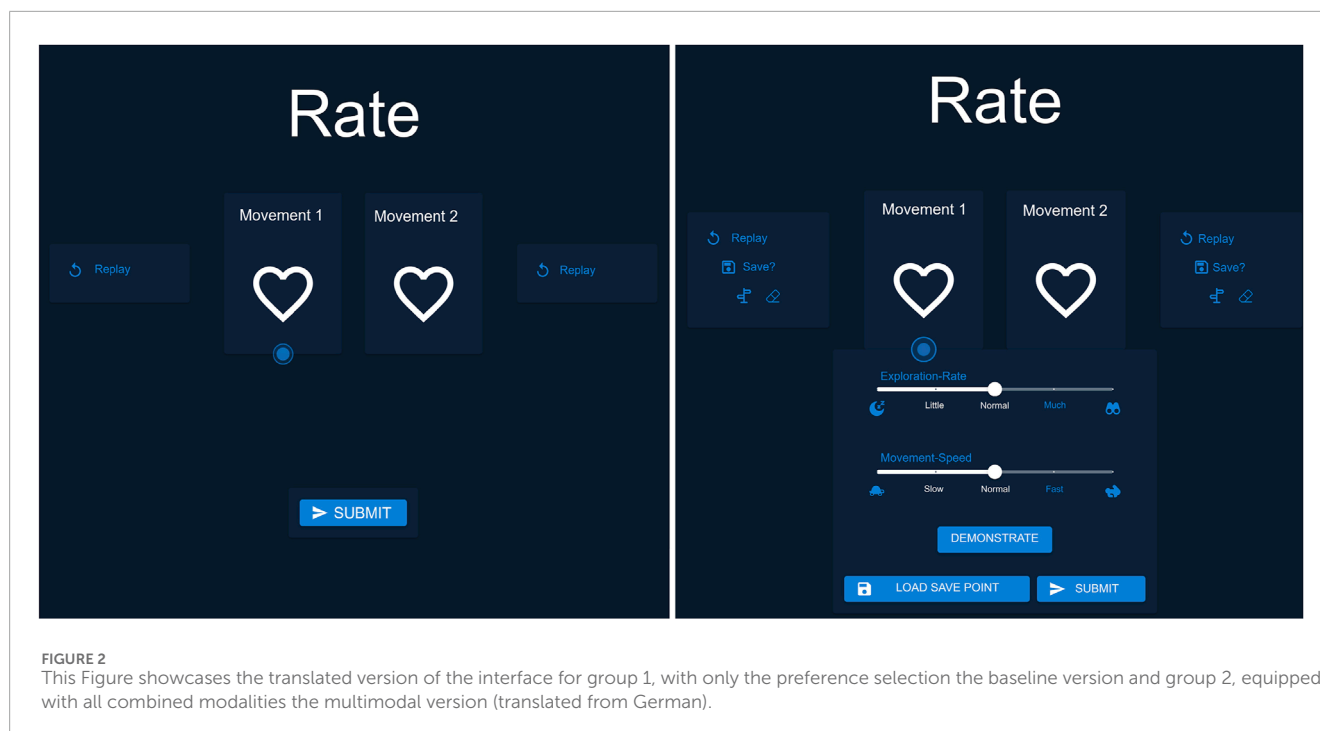 Rate
Movement 1
Movement 2
Replay
Replay
SUBMIT
Rate
Movement 1
Movement 2
Replay
Save?
Replay
Save?
Exploration-Rate
Little Normal Much
Movement-Speed
Slow Normal Fast
DEMONSTRATE
LOAD SAVE POINT
SUBMIT
FIGURE 2
This Figure showcases the translated version of the interface for group 1, with only the preference selection the baseline version and group 2, equipped
with all combined modalities the multimodal version (translated from German).